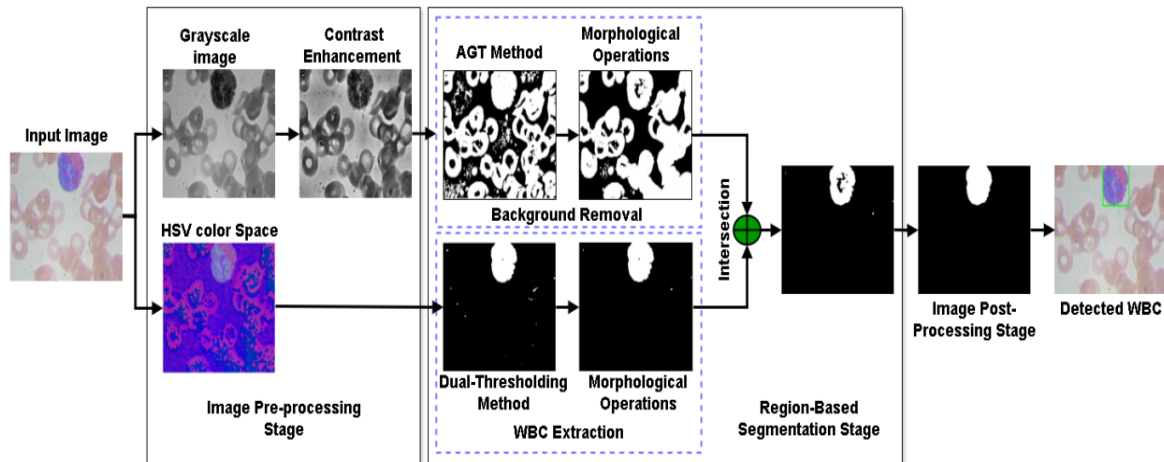 Input Image
Grayscale
image
Contrast
Enhancement
HSV color Space
Image Pre-processing
Stage
AGT Method
Morphological
Operations
Background Removal
Dual-Thresholding
Method
Morphological
Operations
WBC Extraction
Intersection
Region-Based
Segmentation Stage
Image Post-
Processing Stage
Detected WBC